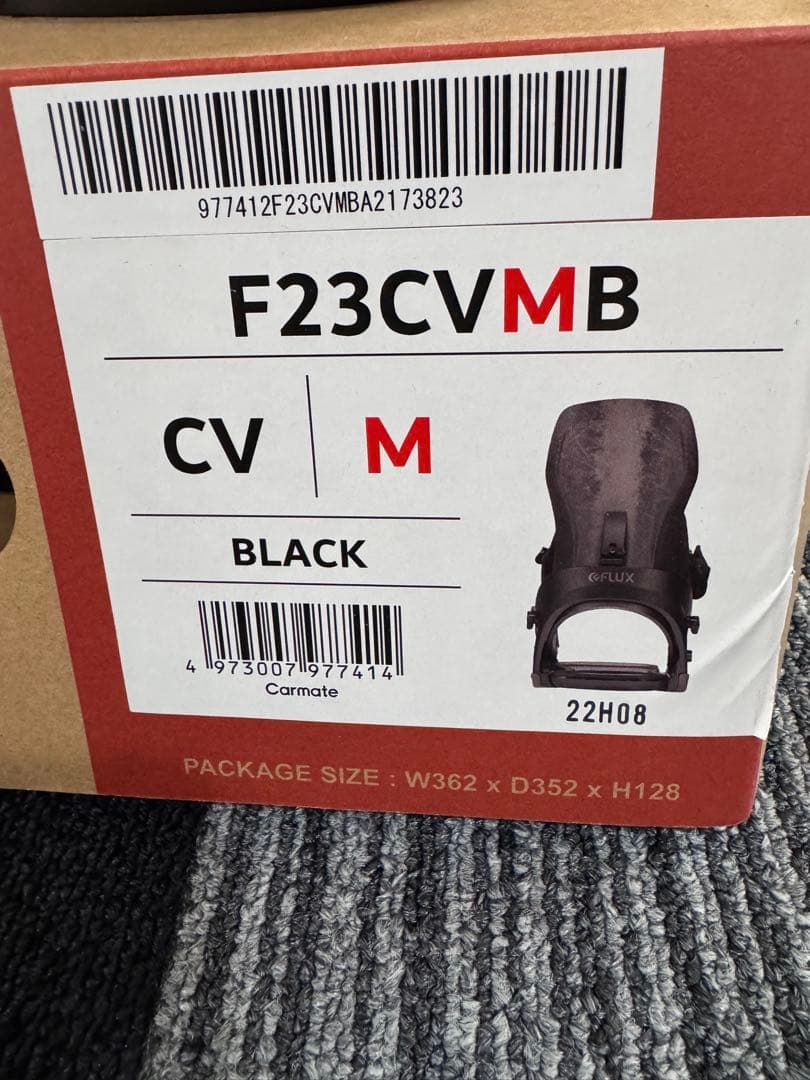 977412F23CVMBA2173823
F23CVMB
CV M
BLACK
FLUX
4 973007 977414
Carmate
22H08
PACKAGE SIZE : W362 x D352 x H128